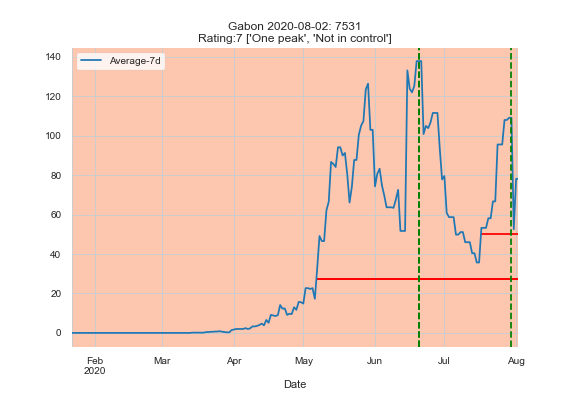 Gabon 2020-08-02: 7531
Rating:7 ['One peak', 'Not in control']
Average-7d
140
120
100
80
60
40
20
0
Feb Mar Apr May Jun Jul Aug
2020
Date